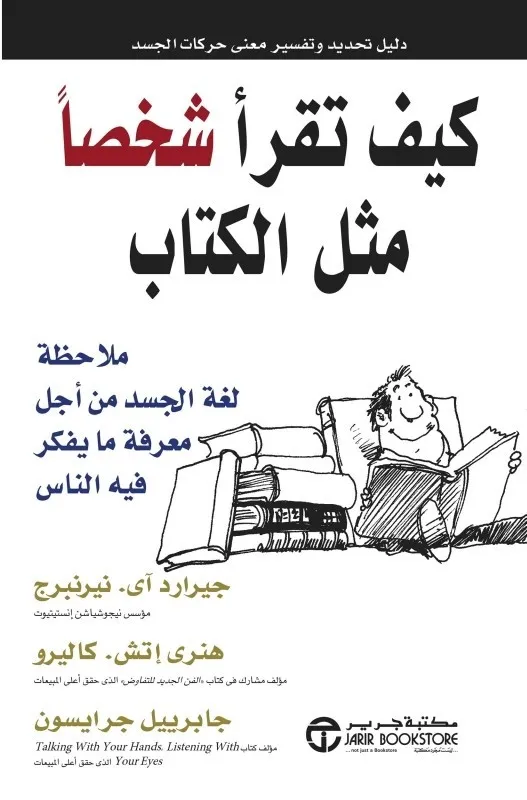 دليل تحديد وتفسير معنى حركات الجسد
كيف تقرأ شخصاً
مثل الكتاب
ملاحظة
لغة الجسد من أجل
معرفة ما يفكر
فيه الناس
جيرارد آى. نيرنبرج
مؤسس نيجوشياشن إنستيتيوت
هنرى إتش. كاليرو
مؤلف مشارك فى كتاب «الفن الجديد للتفاوض» الذى حقق أعلى المبيعات
جابرييل جرايسون
مؤلف كتاب Talking With Your Hands, Listening With
Your Eyes الذى حقق أعلى المبيعات
مكتبة جرير
JARIR BOOKSTORE
...not just a Bookstore
ليست مجرد مكتبة...